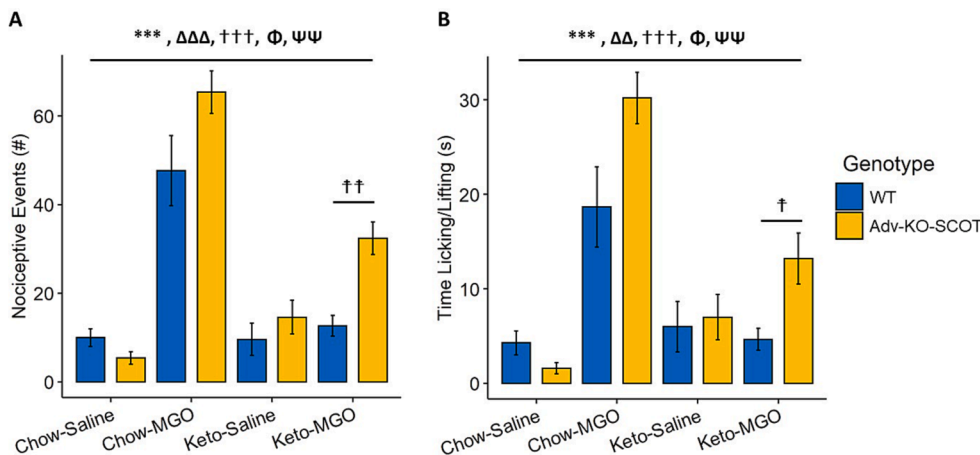 A
*** , ΔΔΔ, †††, Φ, ΨΨ
Nociceptive Events (#)
60
40
20
0
‡‡
Chow-Saline
Chow-MGO
Keto-Saline
Keto-MGO
B
*** , ΔΔ, †††, Φ, ΨΨ
Time Licking/Lifting (s)
30
20
10
0
‡
Chow-Saline
Chow-MGO
Keto-Saline
Keto-MGO
Genotype
WT
Adv-KO-SCOT